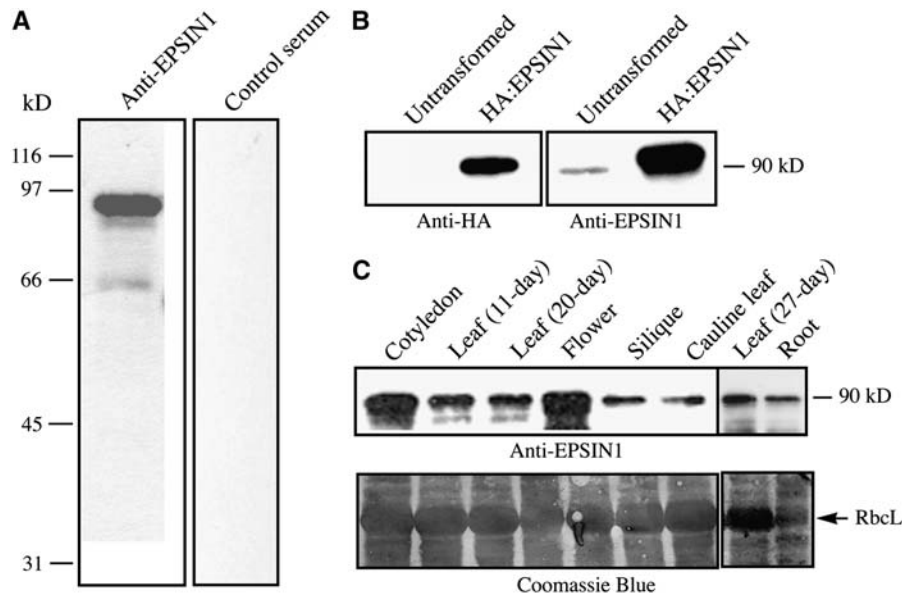 A
Anti-EPSIN1
Control serum
kD
116
97
66
45
31
B
Untransformed
HA:EPSIN1
Untransformed
HA:EPSIN1
90 kD
Anti-HA
Anti-EPSIN1
C
Cotyledon
Leaf (11-day)
Leaf (20-day)
Flower
Silique
Cauline leaf
Leaf (27-day)
Root
90 kD
Anti-EPSIN1
RbcL
Coomassie Blue